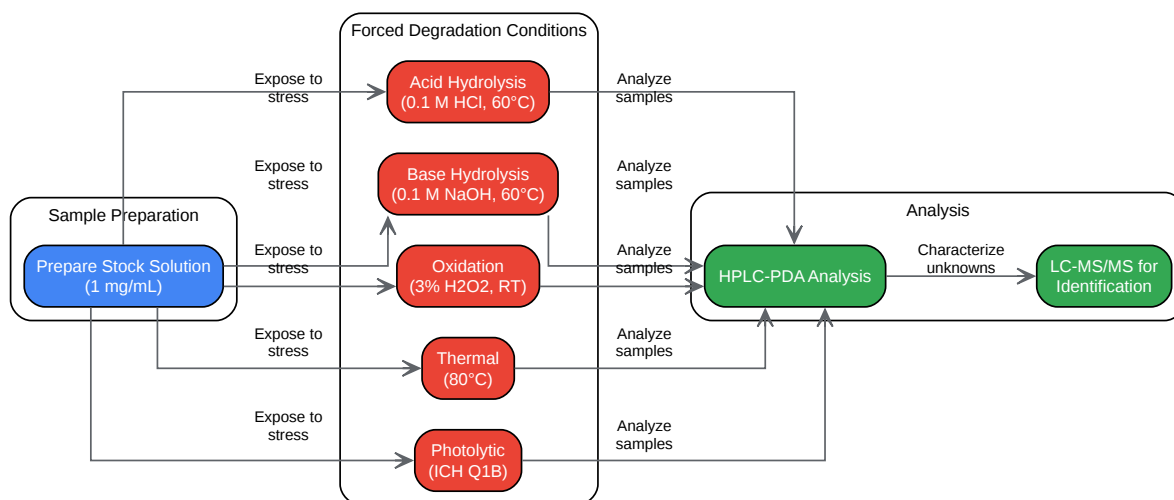 Forced Degradation Conditions
Expose to
stress
Acid Hydrolysis
(0.1 M HCl, 60°C)
Analyze
samples
Expose to
stress
Base Hydrolysis
(0.1 M NaOH, 60°C)
Analyze
samples
Sample Preparation
Analysis
Prepare Stock Solution
(1 mg/mL)
Expose to
stress
Oxidation
(3% H2O2, RT)
Analyze
samples
HPLC-PDA Analysis
Characterize
unknowns
LC-MS/MS for
Identification
Expose to
stress
Thermal
(80°C)
Analyze
samples
Expose to
stress
Photolytic
(ICH Q1B)
Analyze
samples